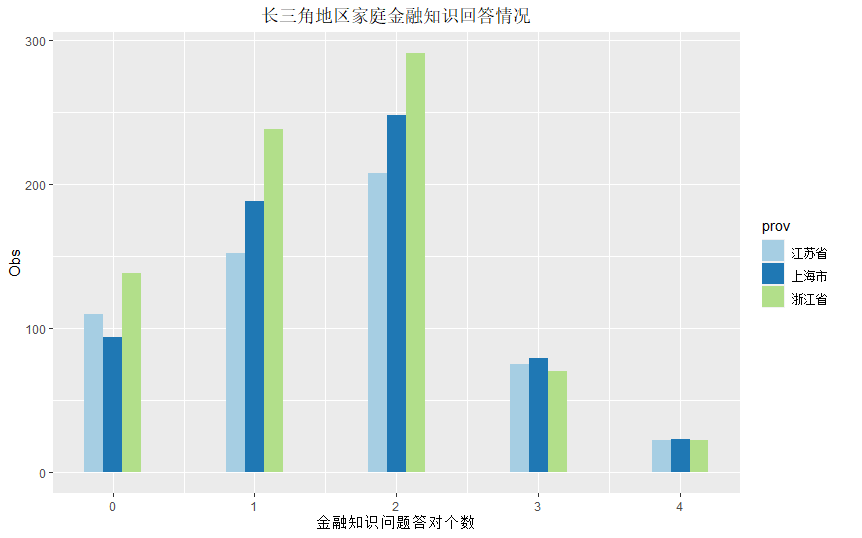 长三角地区家庭金融知识回答情况
300
200
100
0
Obs
0 1 2 3 4
金融知识问题答对个数
prov
江苏省
上海市
浙江省